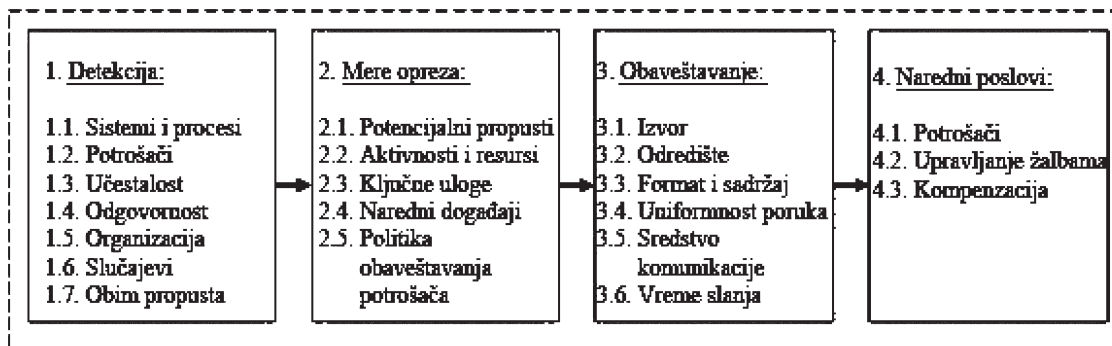 1. Detekcija:
1.1. Sistemi i procesi
1.2. Potrošači
1.3. Učestalost
1.4. Odgovornost
1.5. Organizacija
1.6. Slučajevi
1.7. Obim propusta
2. Mere opreza:
2.1. Potencijalni propusti
2.2. Aktivnosti i resursi
2.3. Ključne uloge
2.4. Naredni događaji
2.5. Politika
obaveštavanja
potrošača
3. Obaveštavanje:
3.1. Izvor
3.2. Odredište
3.3. Format i sadržaj
3.4. Uniformnost poruka
3.5. Sredstvo
komunikacije
3.6. Vreme slanja
4. Naredni poslovi:
4.1. Potrošači
4.2. Upravljanje žalbama
4.3. Kompenzacija